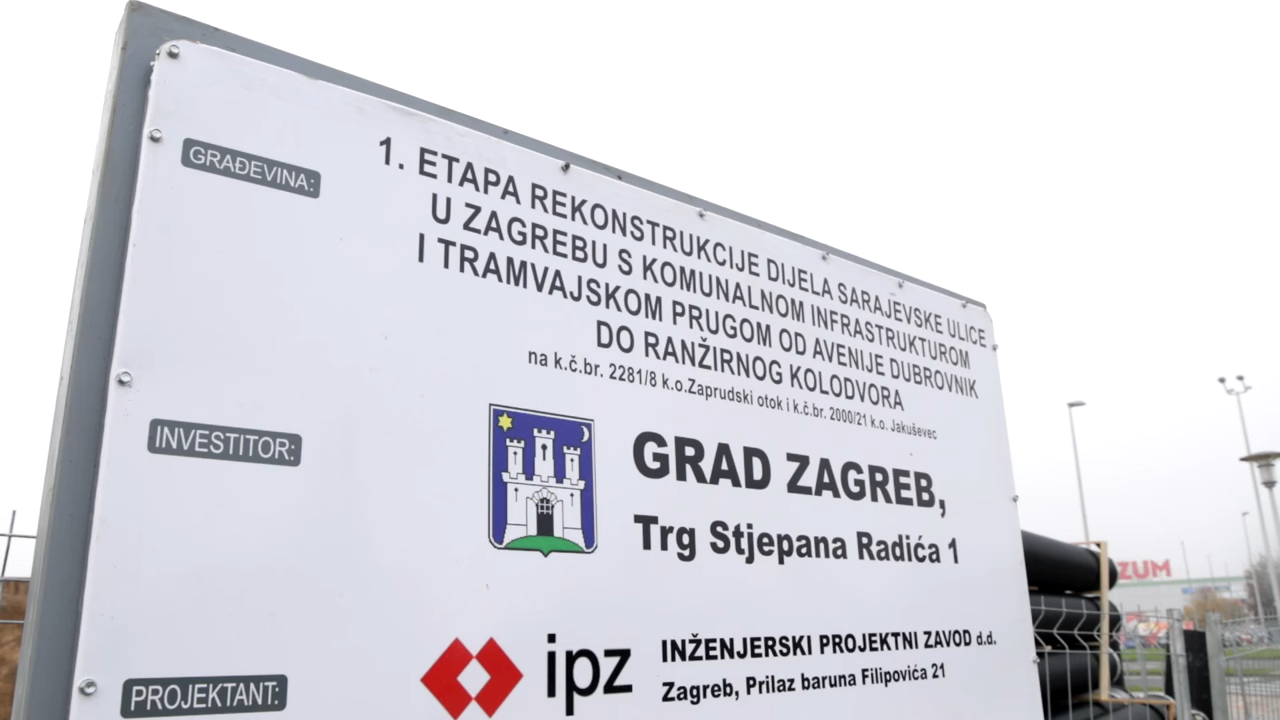 GRAĐEVINA:
1. ETAPA REKONSTRUKCIJE DIJELA SARAJEVSKE ULICE
U ZAGREBU S KOMUNALNOM INFRASTRUKTUROM
I TRAMVAJSKOM PRUGOM OD AVENIJE DUBROVNIK
DO RANŽIRNOG KOLODVORA
na k.č.br. 2281/8 k.o.Zaprudski otok i k.č.br. 2000/21 k.o. Jakuševec
INVESTITOR:
GRAD ZAGREB,
Trg Stjepana Radića 1
PROJEKTANT:
ipz
INŽENJERSKI PROJEKTNI ZAVOD d.d.
Zagreb, Prilaz baruna Filipovića 21
ZUM